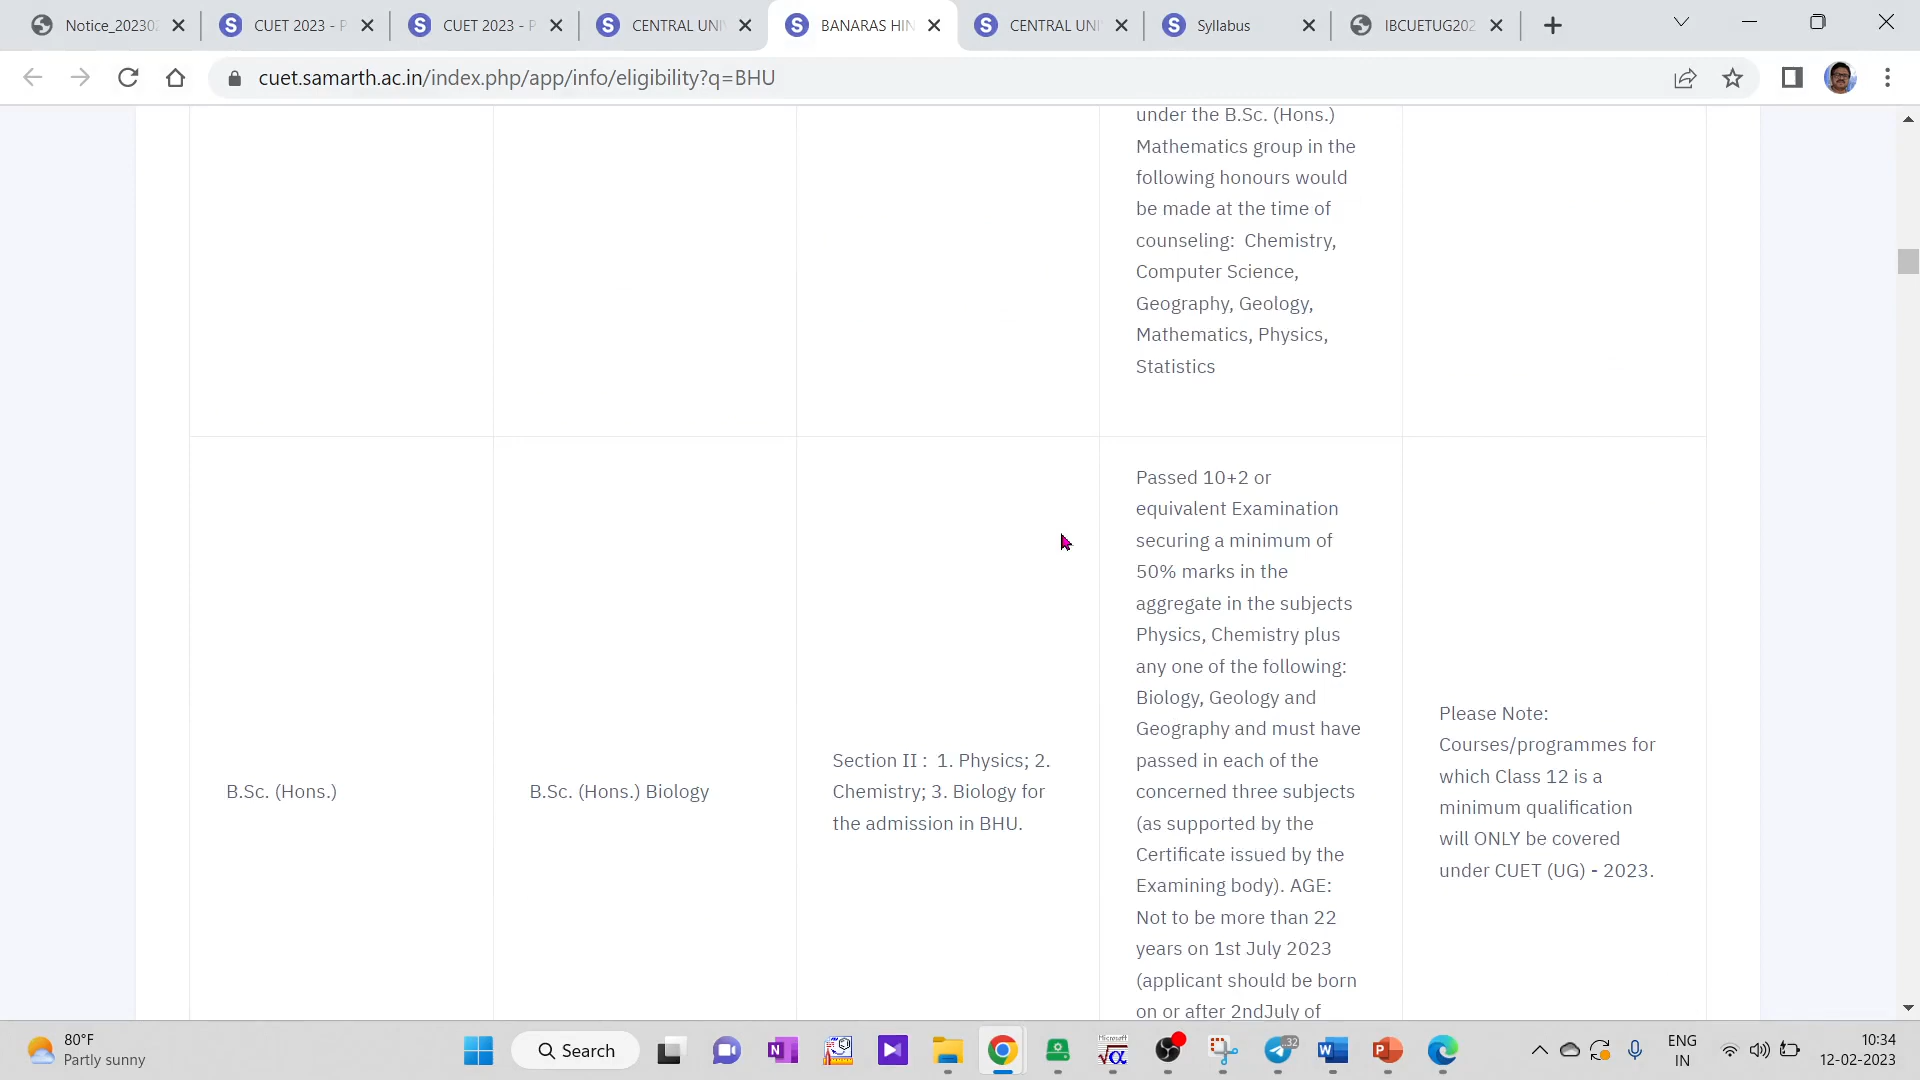 Notice_20230
CUET 2023 - P
CUET 2023 - P
CENTRAL UNI
BANARAS HIN
CENTRAL UNI
Syllabus
IBCUETUG202
cuet.samarth.ac.in/index.php/app/info/eligibility?q=BHU
under the B.Sc. (Hons.)
Mathematics group in the
following honours would
be made at the time of
counseling: Chemistry,
Computer Science,
Geography, Geology,
Mathematics, Physics,
Statistics
B.Sc. (Hons.)
B.Sc. (Hons.) Biology
Section II : 1. Physics; 2.
Chemistry; 3. Biology for
the admission in BHU.
Passed 10+2 or
equivalent Examination
securing a minimum of
50% marks in the
aggregate in the subjects
Physics, Chemistry plus
any one of the following:
Biology, Geology and
Geography and must have
passed in each of the
concerned three subjects
(as supported by the
Certificate issued by the
Examining body). AGE:
Not to be more than 22
years on 1st July 2023
(applicant should be born
on or after 2ndJuly of
Please Note:
Courses/programmes for
which Class 12 is a
minimum qualification
will ONLY be covered
under CUET (UG) - 2023.
80°F
Partly sunny
Search
32
ENG
IN
10:34
12-02-2023